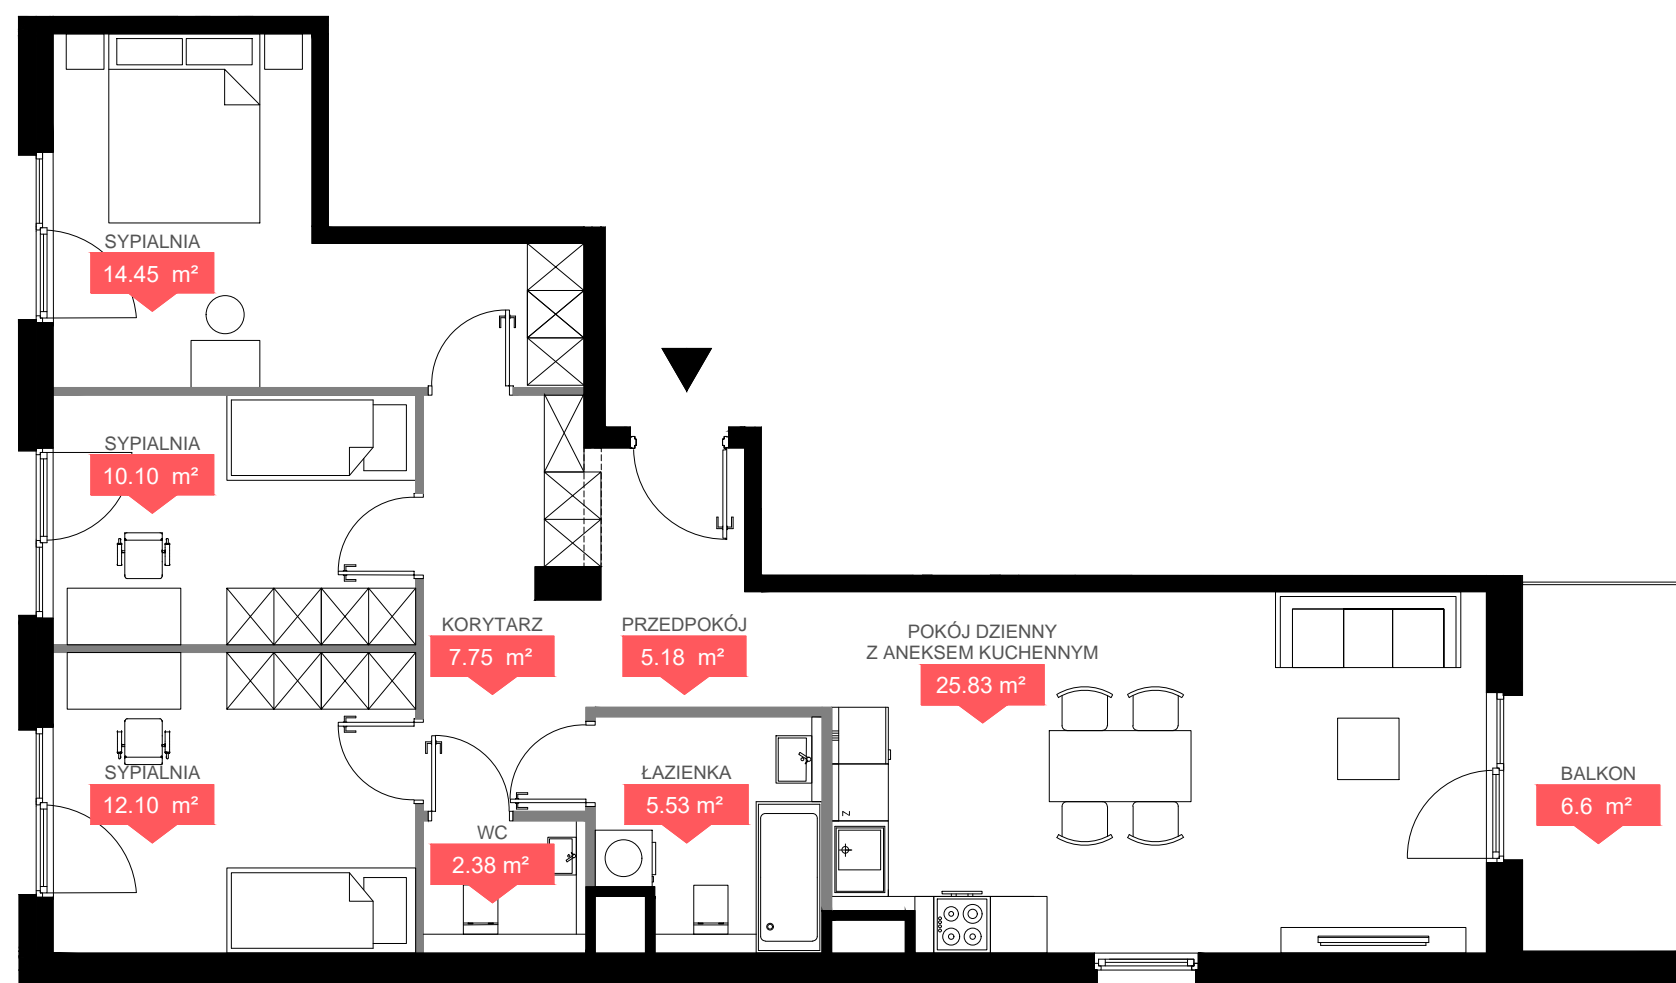 SYPIALNIA
14.45 m²
SYPIALNIA
10.10 m²
KORYTARZ
7.75 m²
PRZEDPOKÓJ
5.18 m²
POKÓJ DZIENNY
Z ANEKSEM KUCHENNYM
25.83 m²
SYPIALNIA
12.10 m²
WC
2.38 m²
ŁAZIENKA
5.53 m²
Z
BALKON
6.6 m²